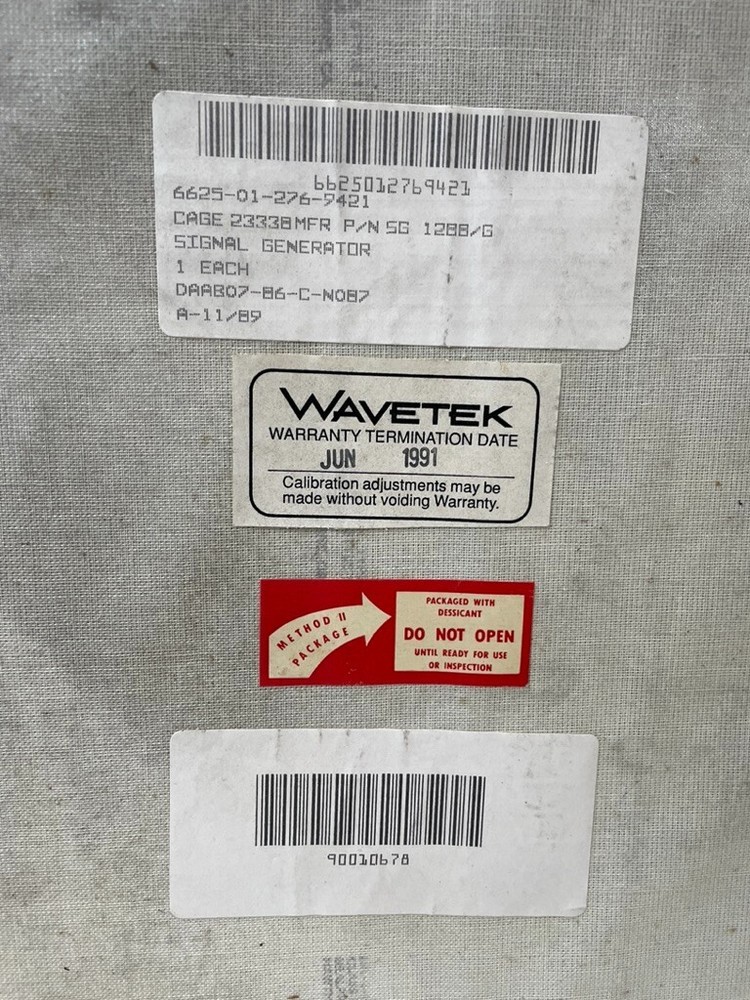 6625012769421
6625-01-276-9421
CAGE 23338 MFR P/N SG 1288/G
SIGNAL GENERATOR
1 EACH
DAAB07-86-C-N087
A-11/89
WAVETEK
WARRANTY TERMINATION DATE
JUN 1991
Calibration adjustments may be
made without voiding Warranty.
METHOD II
PACKAGE
PACKAGED WITH
DESSICANT
DO NOT OPEN
UNTIL READY FOR USE
OR INSPECTION
90010678